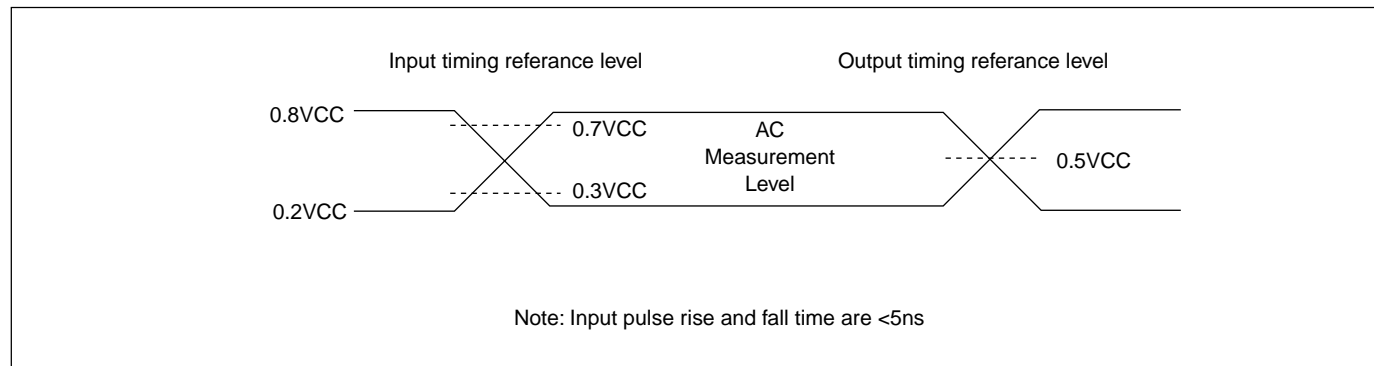 Input timing referance level
Output timing referance level
0.8VCC
0.7VCC
AC
Measurement
Level
0.5VCC
0.3VCC
0.2VCC
Note: Input pulse rise and fall time are <5ns